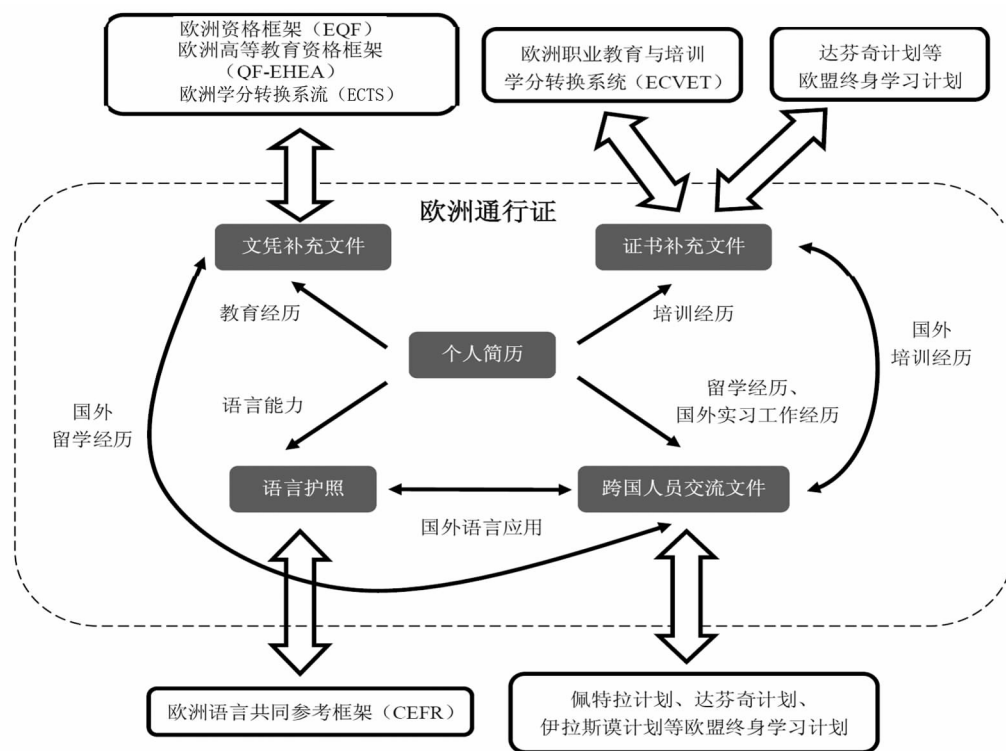 欧洲资格框架（EQF）
欧洲高等教育资格框架
（QF-EHEA）
欧洲学分转换系流（ECTS）
欧洲职业教育与培训
学分转换系统（ECVET）
达芬奇计划等
欧盟终身学习计划
欧洲通行证
文凭补充文件
证书补充文件
教育经历
培训经历
个人简历
国外
培训经历
语言能力
留学经历、
国外实习工作经历
国外
留学经历
语言护照
跨国人员交流文件
国外语言应用
欧洲语言共同参考框架（CEFR）
佩特拉计划、达芬奇计划、
伊拉斯谟计划等欧盟终身学习计划